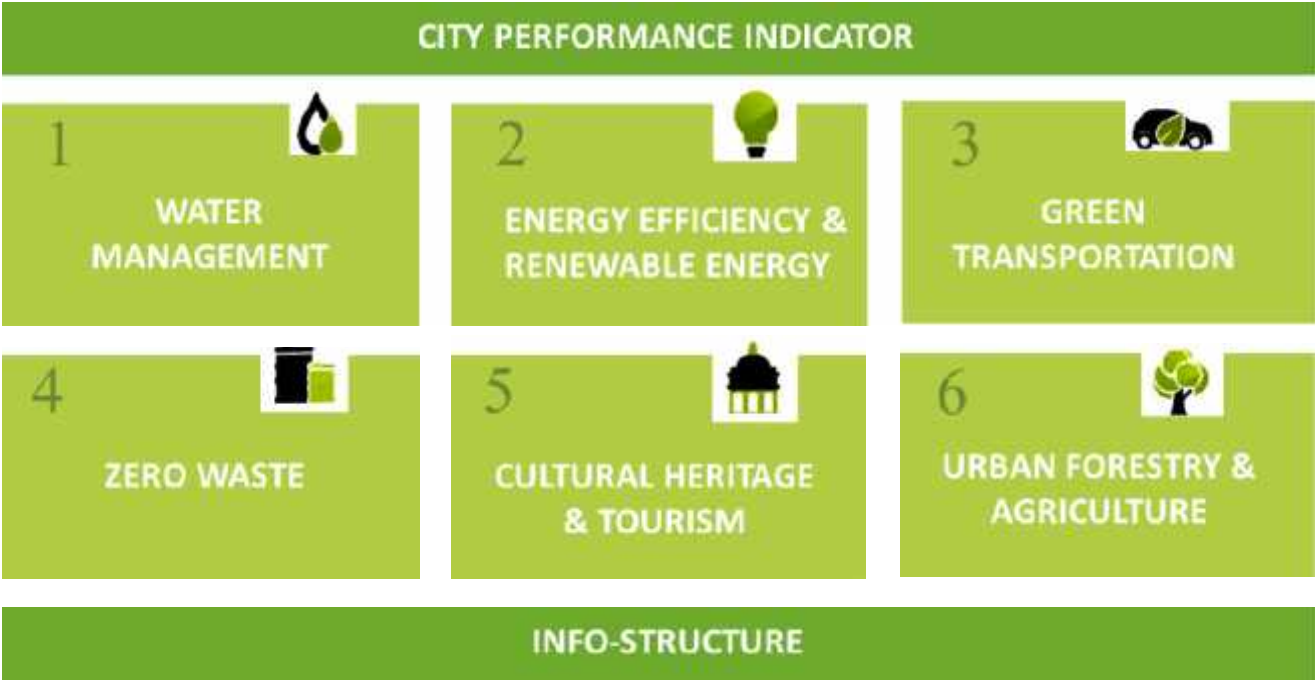 CITY PERFORMANCE INDICATOR
1
WATER
MANAGEMENT
2
ENERGY EFFICIENCY &
RENEWABLE ENERGY
3
GREEN
TRANSPORTATION
4
ZERO WASTE
5
CULTURAL HERITAGE
& TOURISM
6
URBAN FORESTRY &
AGRICULTURE
INFO-STRUCTURE